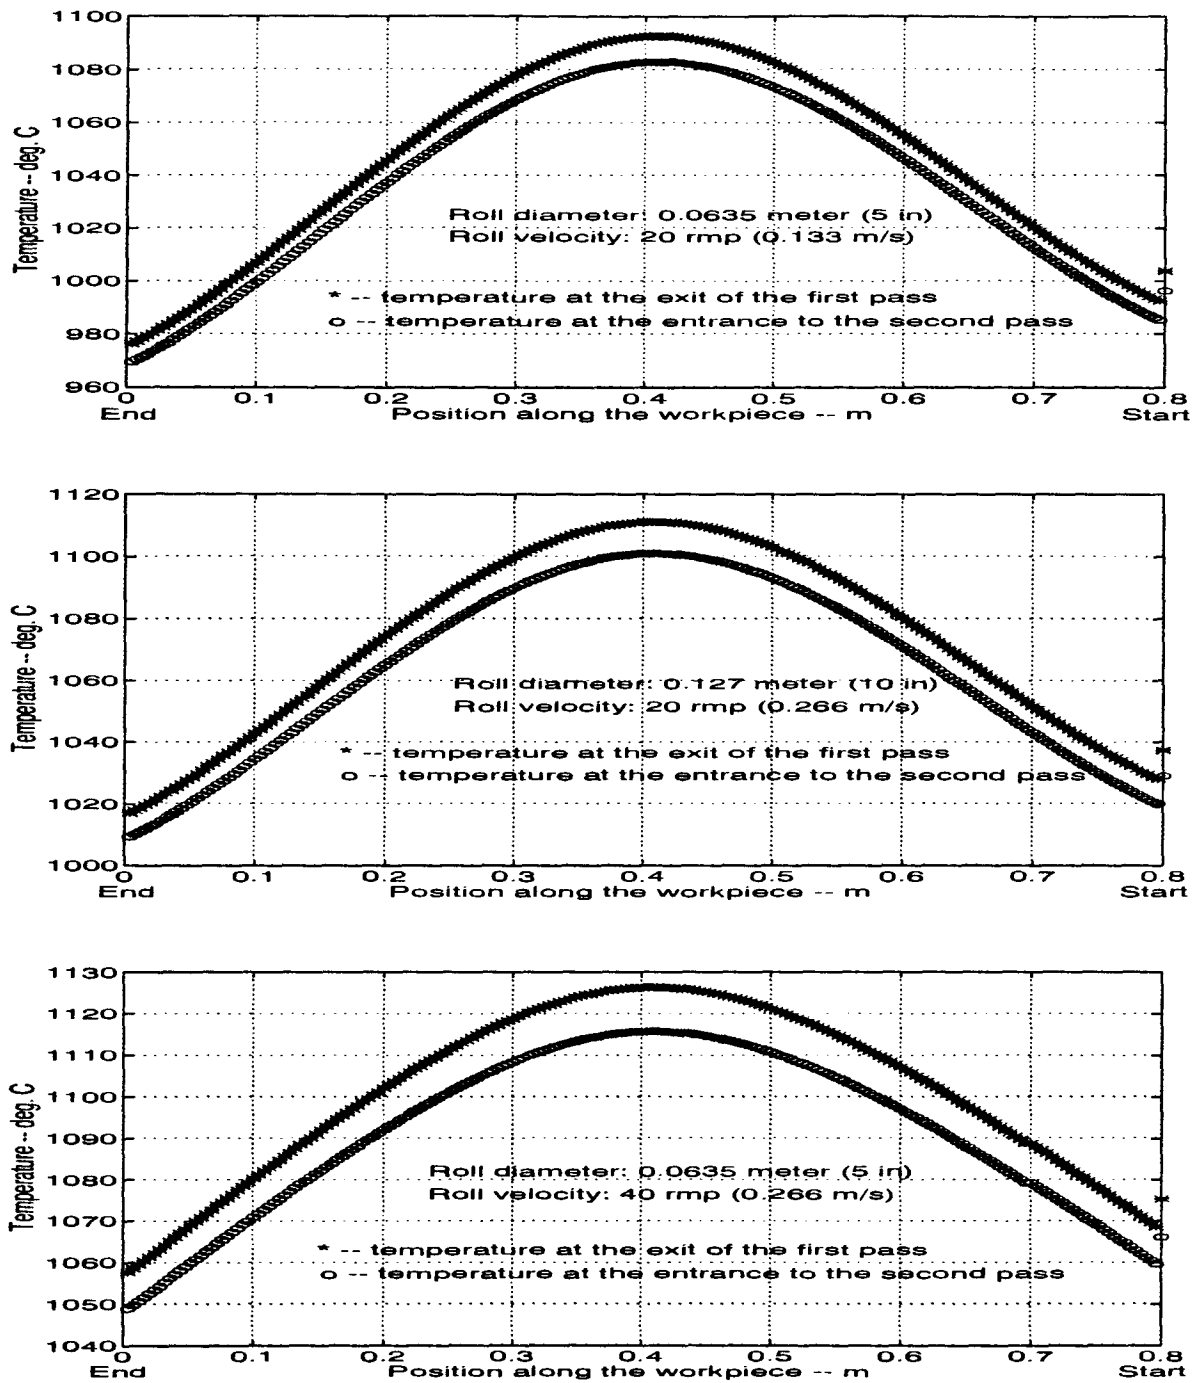 1100
1080
1060
1040
1020
1000
980
960
Temperature -- deg. C
Roll diameter: 0.0635 meter (5 in)
Roll velocity: 20 rmp (0.133 m/s)
* -- temperature at the exit of the first pass
o -- temperature at the entrance to the second pass
0 0.1 0.2 0.3 0.4 0.5 0.6 0.7 0.8
End Position along the workpiece -- m Start
1120
1100
1080
1060
1040
1020
1000
Temperature -- deg. C
Roll diameter: 0.127 meter (10 in)
Roll velocity: 20 rmp (0.266 m/s)
* -- temperature at the exit of the first pass
o -- temperature at the entrance to the second pass
0 0.1 0.2 0.3 0.4 0.5 0.6 0.7 0.8
End Position along the workpiece -- m Start
1130
1120
1110
1100
1090
1080
1070
1060
1050
1040
Temperature -- deg. C
Roll diameter: 0.0635 meter (5 in)
Roll velocity: 40 rmp (0.266 m/s)
* -- temperature at the exit of the first pass
o -- temperature at the entrance to the second pass
0 0.1 0.2 0.3 0.4 0.5 0.6 0.7 0.8
End Position along the workpiece -- m Start